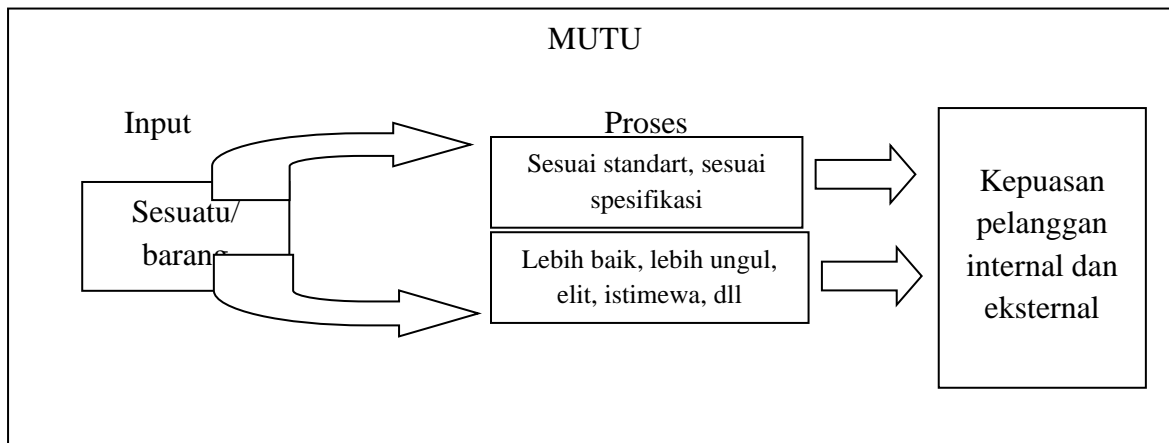 MUTU
Input
Proses
Sesuatu/
barang
Sesuai standart, sesuai
spesifikasi
Lebih baik, lebih ungul,
elit, istimewa, dll
Kepuasan
pelanggan
internal dan
eksternal